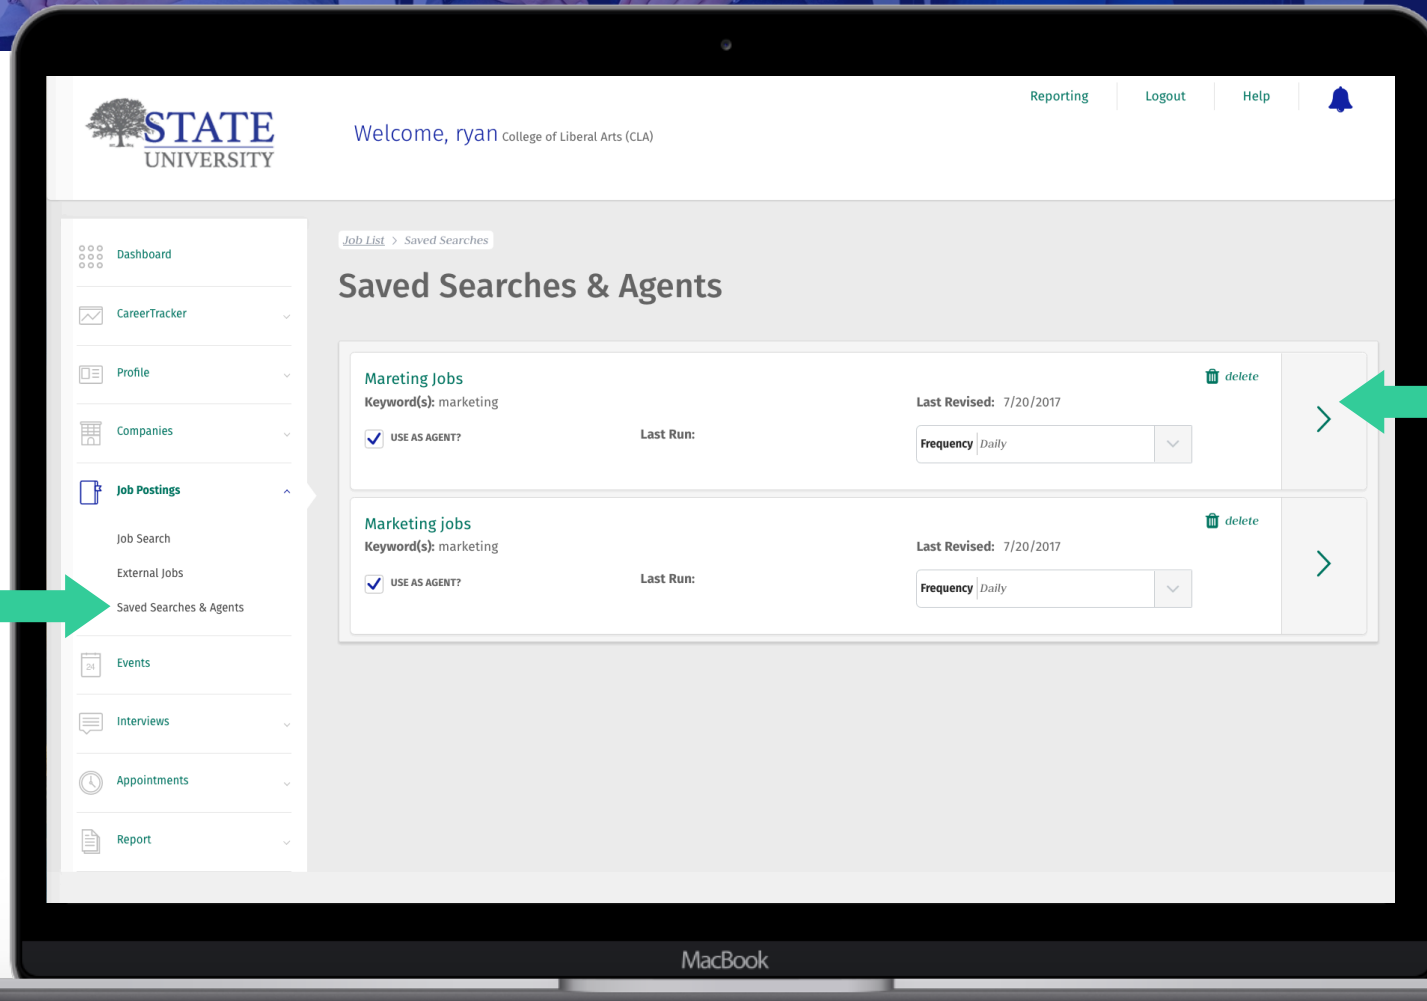 STATE
UNIVERSITY
Welcome, ryan College of Liberal Arts (CLA)
Reporting Logout Help
Dashboard
CareerTracker
Profile
Companies
Job Postings
Job Search
External Jobs
Saved Searches & Agents
24 Events
Interviews
Appointments
Report
Job List > Saved Searches
Saved Searches & Agents
Mareting Jobs
delete
Keyword(s): marketing
Last Revised: 7/20/2017
USE AS AGENT?
Last Run:
Frequency Daily
Marketing jobs
delete
Keyword(s): marketing
Last Revised: 7/20/2017
USE AS AGENT?
Last Run:
Frequency Daily
MacBook